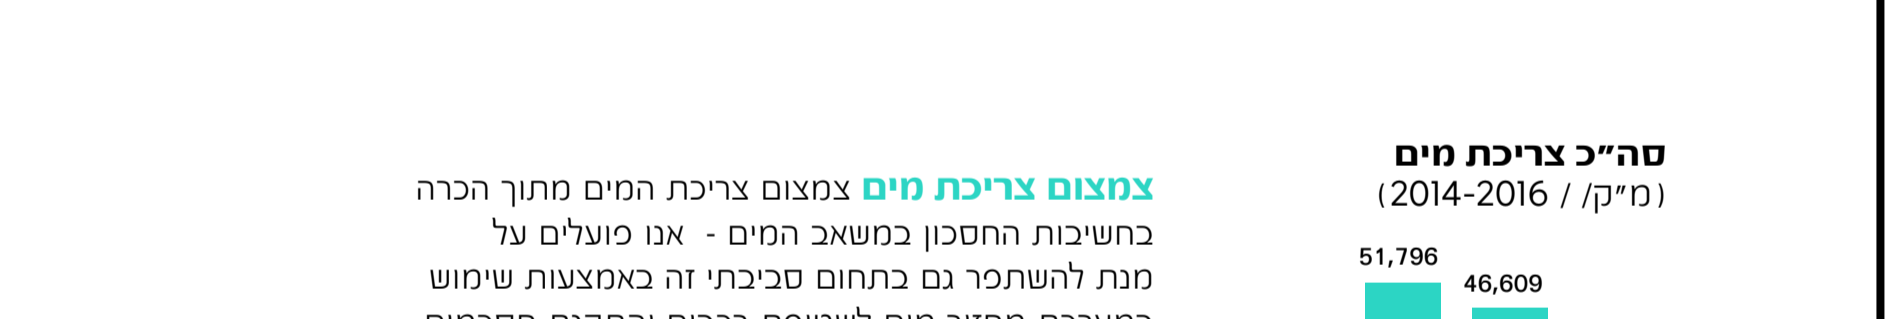 סה״כ צריכת מים
(מ״ק/ / 2014-2016)
51,796
46,609
צמצום צריכת מים צמצום צריכת המים מתוך הכרה
בחשיבות החסכון במשאב המים - אנו פועלים על
מנת להשתפר גם בתחום סביבתי זה באמצעות שימוש